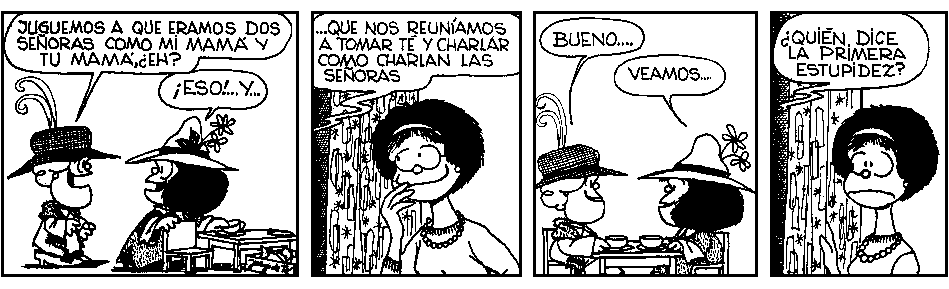 JUGUEMOS A QUE ERAMOS DOS
SEÑORAS COMO MI MAMÁ Y
TU MAMÁ, ¿EH?
¡ESO!...Y...
...QUE NOS REUNÍAMOS
A TOMAR TÉ Y CHARLAR
COMO CHARLAN LAS
SEÑORAS
BUENO....
VEAMOS...
¿QUIÉN DICE
LA PRIMERA
ESTUPIDEZ?